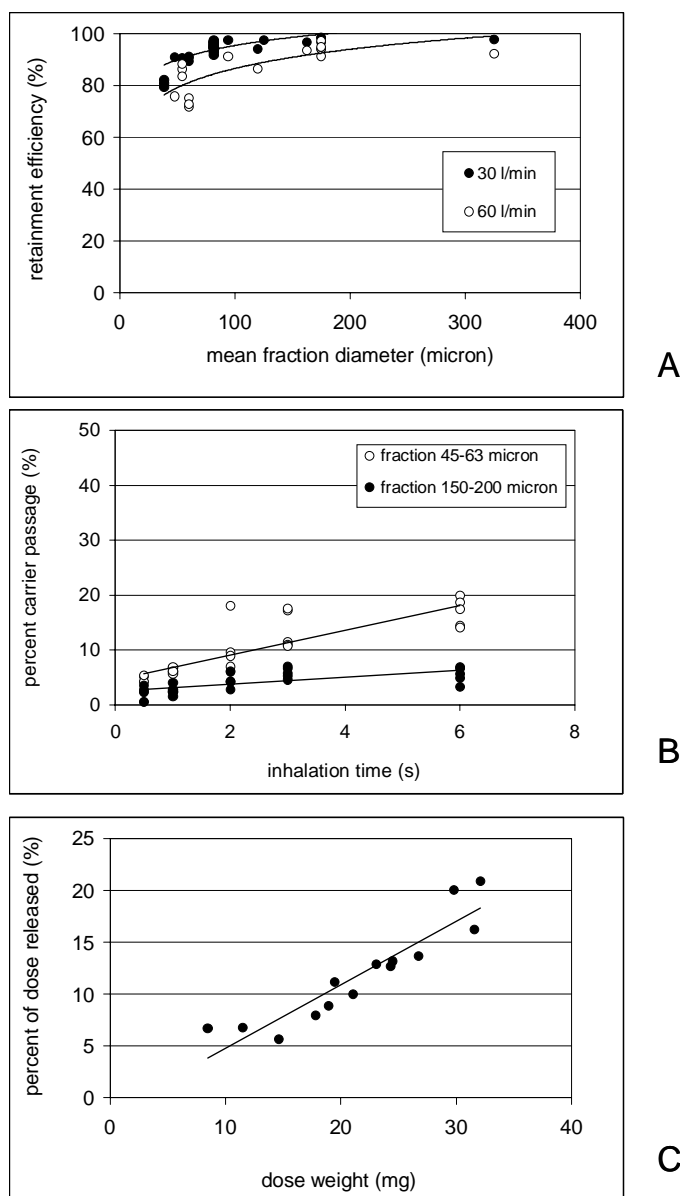 100
80
60
40
20
0
retainment efficiency (%)
30 l/min
60 l/min
0 100 200 300 400
mean fraction diameter (micron)
A
50
40
30
20
10
0
percent carrier passage (%)
fraction 45-63 micron
fraction 150-200 micron
0 2 4 6 8
inhalation time (s)
B
25
20
15
10
5
0
percent of dose released (%)
0 10 20 30 40
dose weight (mg)
C